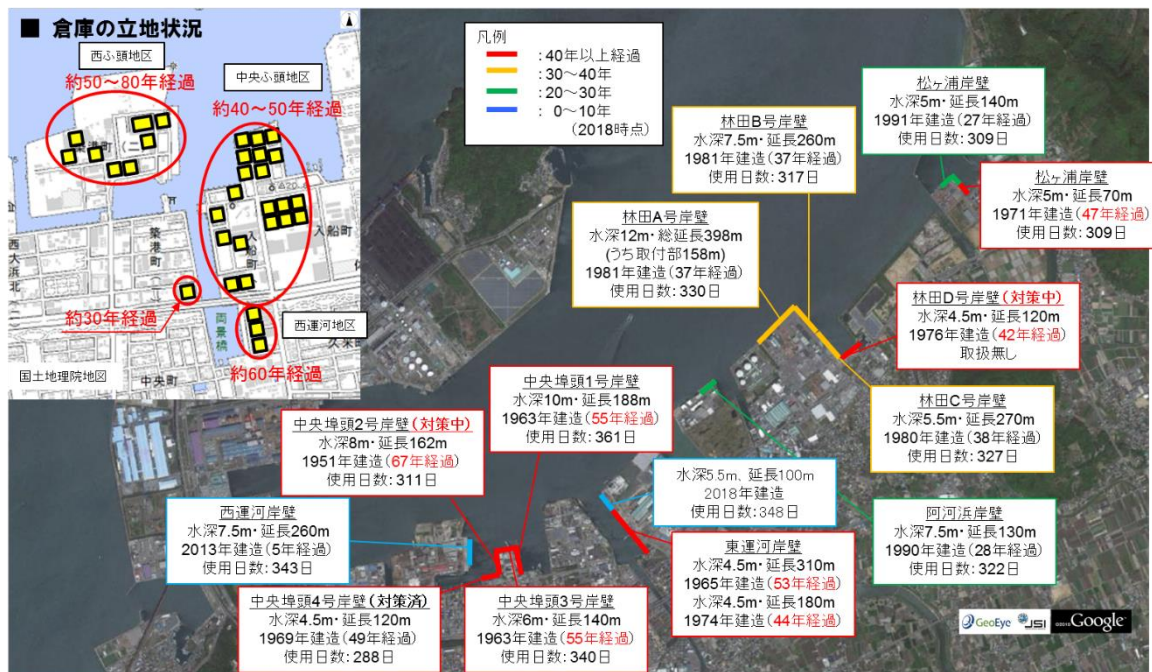 ■ 倉庫の立地状況
西ふ頭地区
約50～80年経過
中央ふ頭地区
約40～50年経過
約30年経過
西運河地区
約60年経過
築港町
入船町
入船町
西大浜北
両景橋
中央町
久米町
国土地理院地図
凡例
：40年以上経過
：30～40年
：20～30年
：0～10年
(2018時点)
松ヶ浦岸壁
水深5m・延長140m
1991年建造(27年経過)
使用日数：309日
松ヶ浦岸壁
水深5m・延長70m
1971年建造(47年経過)
使用日数：309日
林田B号岸壁
水深7.5m・延長260m
1981年建造(37年経過)
使用日数：317日
林田A号岸壁
水深12m・総延長398m
(うち取付部158m)
1981年建造(37年経過)
使用日数：330日
林田D号岸壁(対策中)
水深4.5m・延長120m
1976年建造(42年経過)
取扱無し
林田C号岸壁
水深5.5m・延長270m
1980年建造(38年経過)
使用日数：327日
中央埠頭1号岸壁
水深10m・延長188m
1963年建造(55年経過)
使用日数：361日
中央埠頭2号岸壁(対策中)
水深8m・延長162m
1951年建造(67年経過)
使用日数：311日
水深5.5m、延長100m
2018年建造
使用日数：348日
阿河浜岸壁
水深7.5m・延長130m
1990年建造(28年経過)
使用日数：322日
西運河岸壁
水深7.5m・延長260m
2013年建造(5年経過)
使用日数：343日
東運河岸壁
水深4.5m・延長310m
1965年建造(53年経過)
水深4.5m・延長180m
1974年建造(44年経過)
中央埠頭4号岸壁(対策済)
水深4.5m・延長120m
1969年建造(49年経過)
使用日数：288日
中央埠頭3号岸壁
水深6m・延長140m
1963年建造(55年経過)
使用日数：340日
GeoEye JSI Google